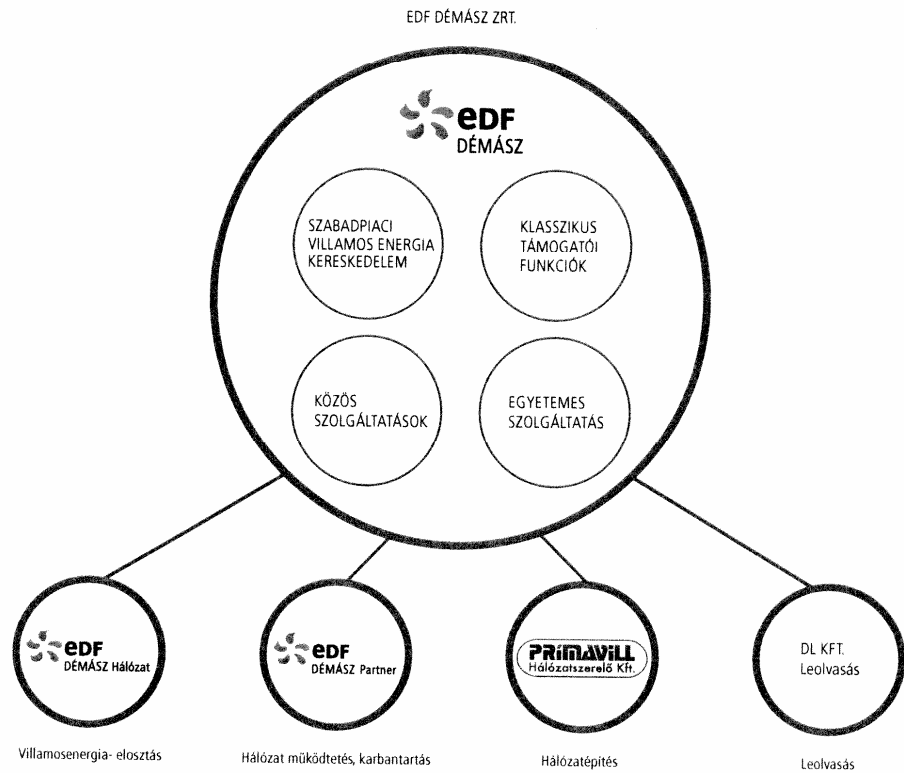 EDF DÉMÁSZ ZRT.
eDF
DÉMÁSZ
SZABADPIACI
VILLAMOS ENERGIA
KERESKEDELEM
KLASSZIKUS
TÁMOGATÓI
FUNKCIÓK
KÖZÖS
SZOLGÁLTATÁSOK
EGYETEMES
SZOLGÁLTATÁS
eDF
DÉMÁSZ Hálózat
eDF
DÉMÁSZ Partner
PRÍMAVILL
Hálózatszerelő Kft.
DL KFT.
Leolvasás
Villamosenergia- elosztás
Hálózat működtetés, karbantartás
Hálózatépítés
Leolvasás